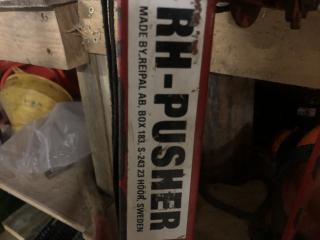 RH-PUSHER
MADE BY. REIPAL AB, BOX 183, S-243 23 HÖÖR, SWEDEN